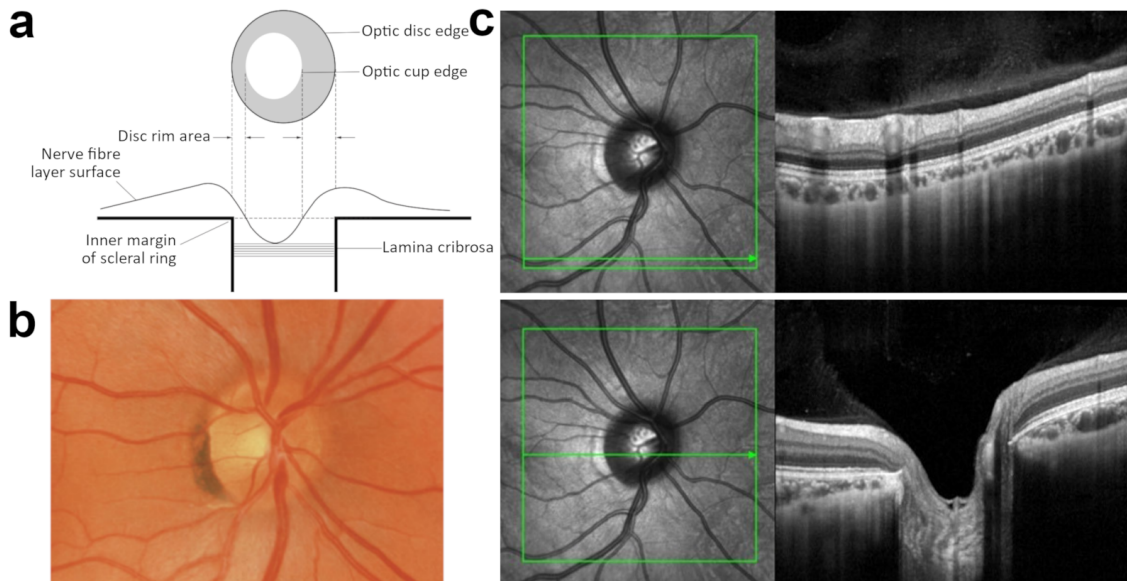 a
Optic disc edge
Optic cup edge
Disc rim area
Nerve fibre
layer surface
Inner margin
of scleral ring
Lamina cribrosa
b
c